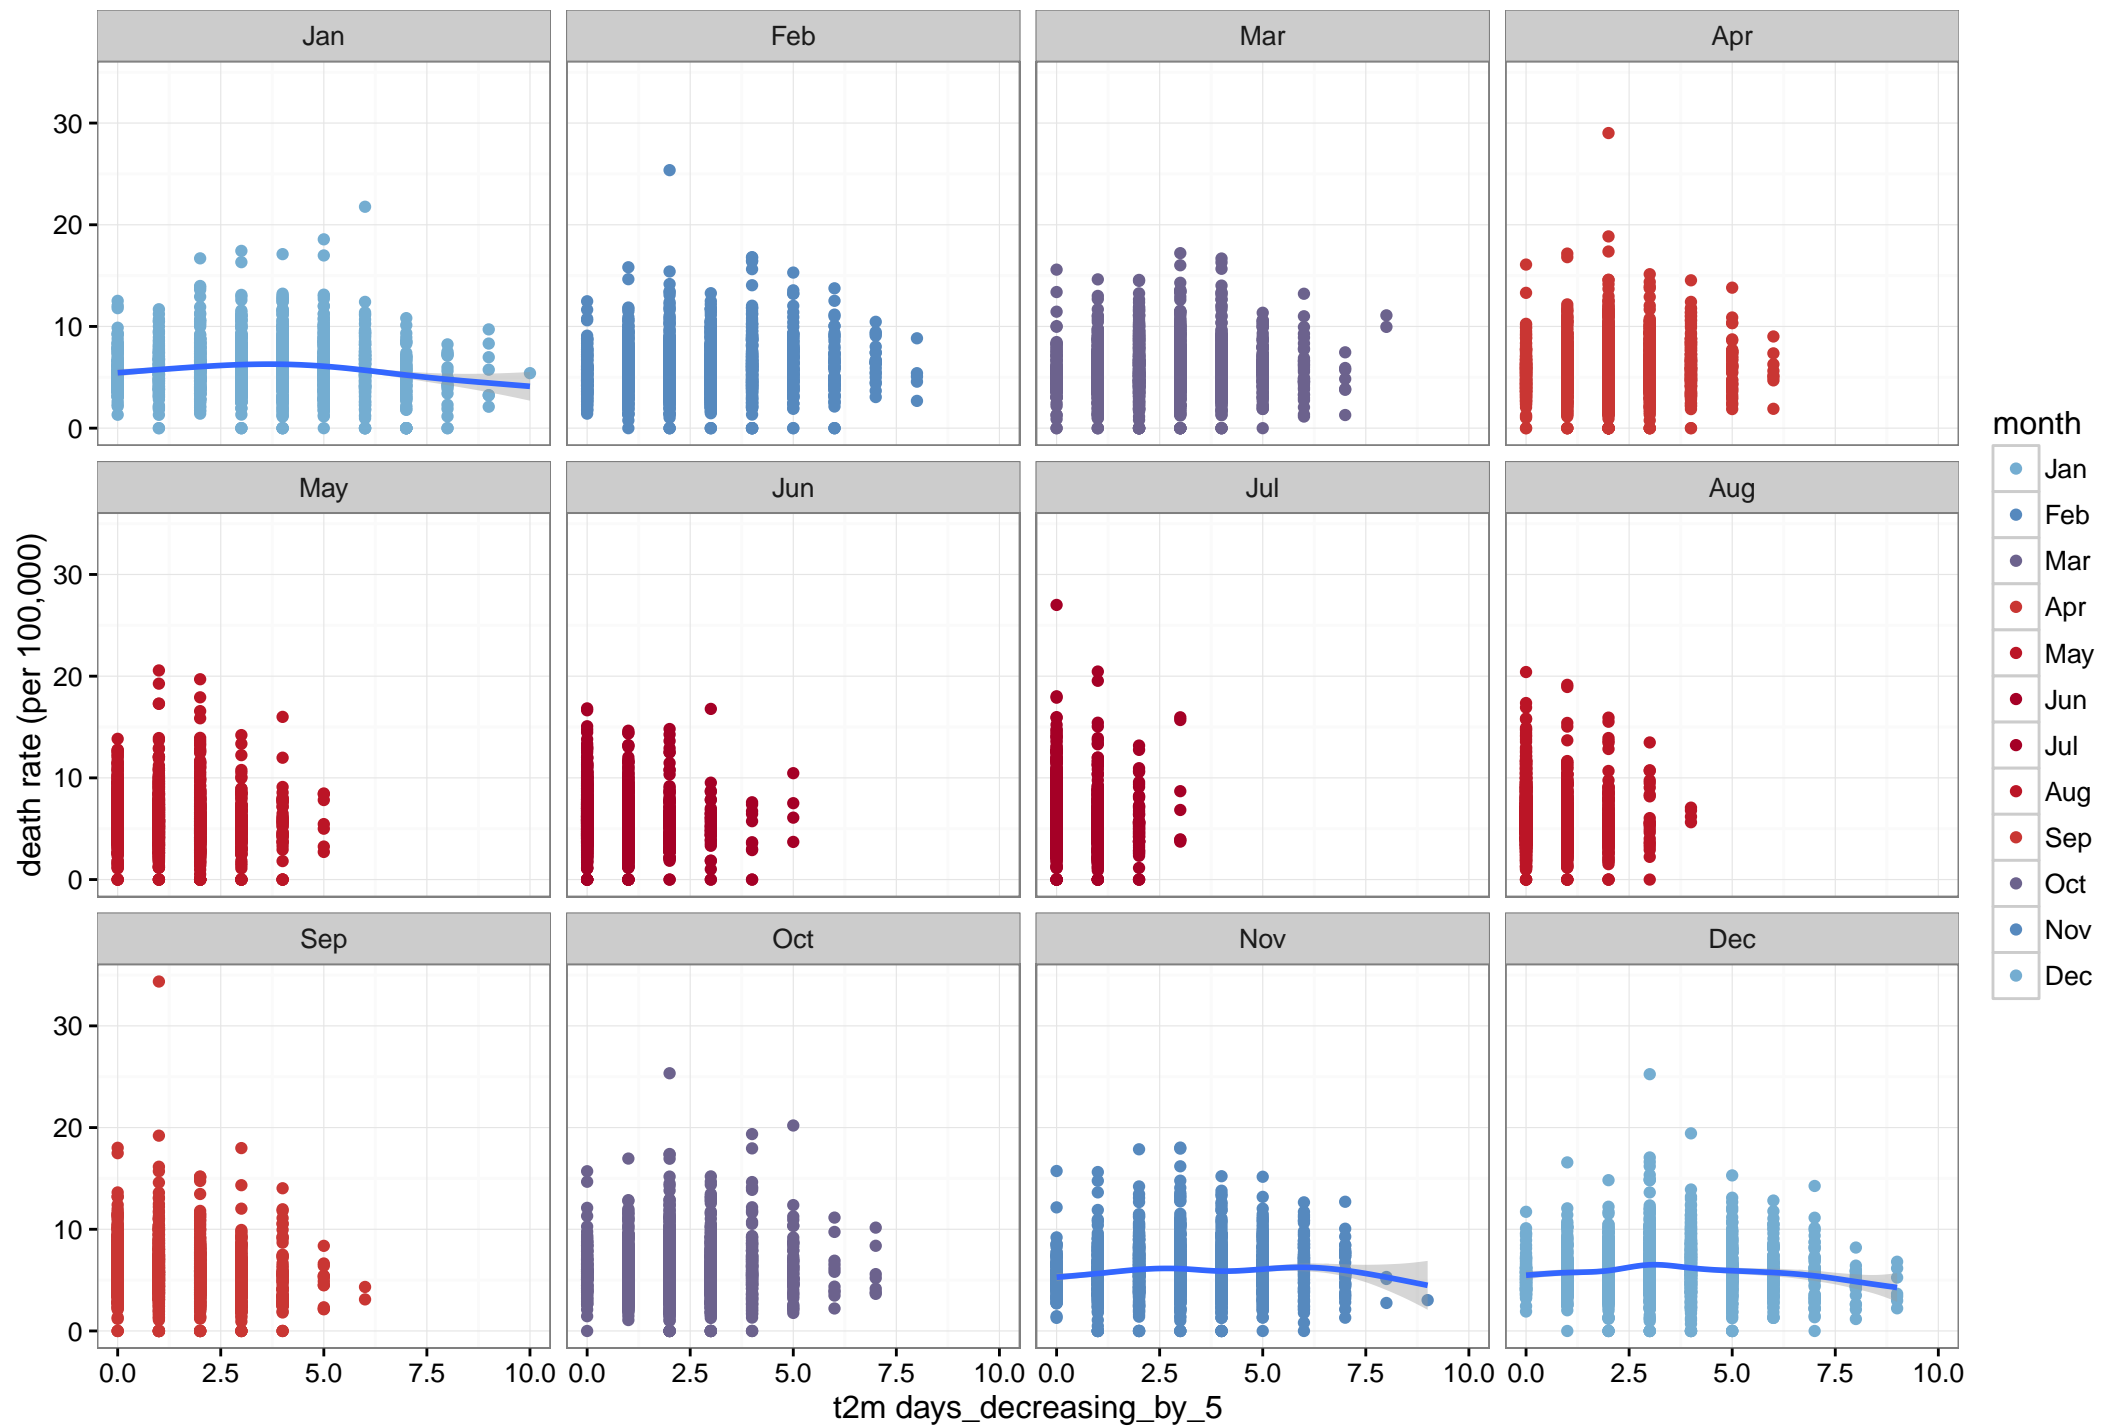 Jan Feb Mar Apr
30
20
10
0
May Jun Jul Aug
30
20
10
0
Sep Oct Nov Dec
30
20
10
0
0.0 2.5 5.0 7.5 10.0 0.0 2.5 5.0 7.5 10.0 0.0 2.5 5.0 7.5 10.0 0.0 2.5 5.0 7.5 10.0
t2m days_decreasing_by_5
death rate (per 100,000)
month
Jan
Feb
Mar
Apr
May
Jun
Jul
Aug
Sep
Oct
Nov
Dec